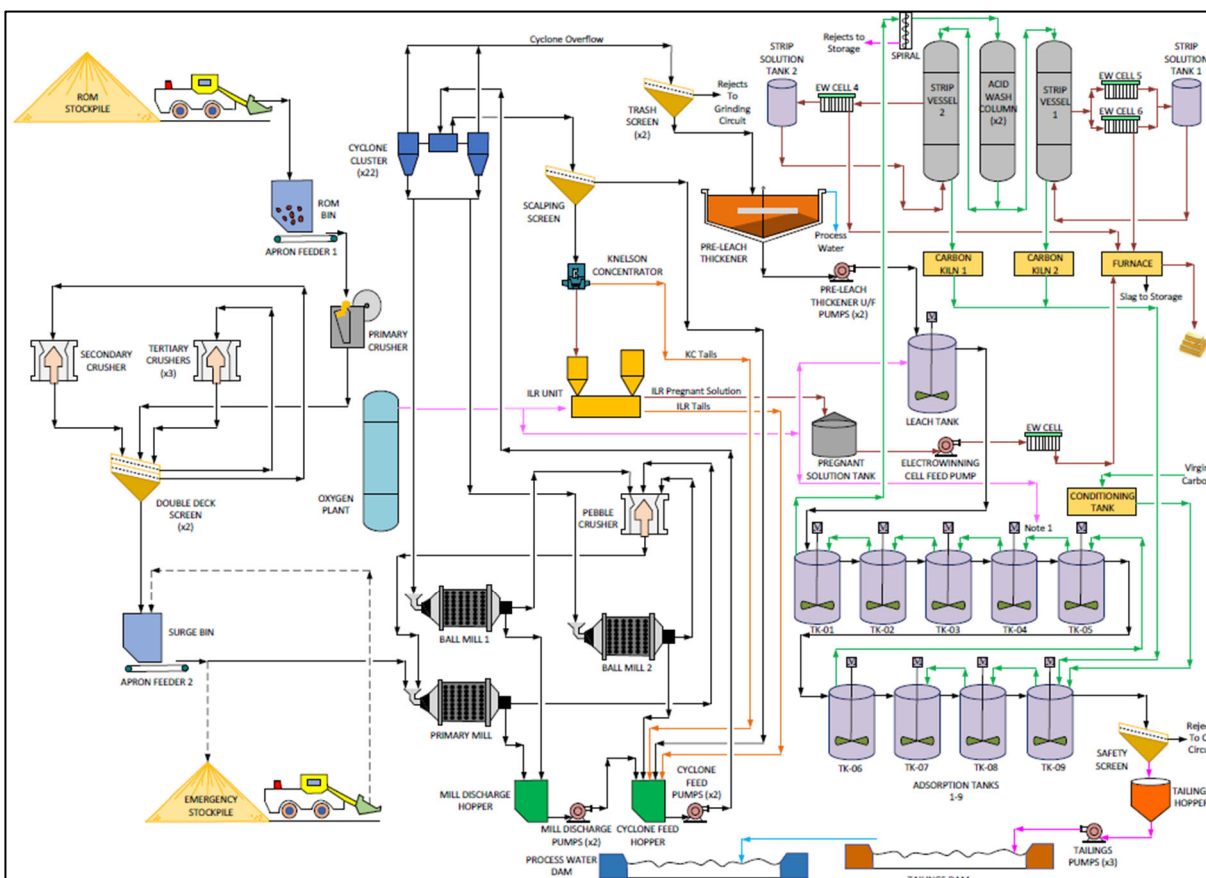 ROM
STOCKPILE
ROM
BIN
APRON FEEDER 1
PRIMARY
CRUSHER
SECONDARY
CRUSHER
TERTIARY
CRUSHERS
(x3)
DOUBLE DECK
SCREEN
(x2)
SURGE BIN
APRON FEEDER 2
EMERGENCY
STOCKPILE
OXYGEN
PLANT
Cyclone Overflow
CYCLONE
CLUSTER
(x22)
TRASH
SCREEN (x2)
Rejects
To
Grinding
Circuit
SCALPING
SCREEN
KNELSON
CONCENTRATOR
KC Tails
ILR UNIT
ILR Pregnant Solution
ILR Tails
PRE-LEACH
THICKENER
Process
Water
PRE-LEACH
THICKENER U/F
PUMPS (x2)
PREGNANT
SOLUTION TANK
ELECTROWINNING
CELL FEED PUMP
EW CELL
LEACH TANK
PEBBLE
CRUSHER
BALL MILL 1
BALL MILL 2
PRIMARY MILL
MILL DISCHARGE
HOPPER
MILL DISCHARGE
PUMPS (x2)
CYCLONE FEED
HOPPER
CYCLONE
FEED
PUMPS (x2)
PROCESS WATER
DAM
Rejects to
Storage
SPIRAL
STRIP
SOLUTION
TANK 2
EW CELL 4
STRIP
VESSEL
2
ACID
WASH
COLUMN
(x2)
STRIP
VESSEL
1
EW CELL 5
EW CELL 6
STRIP
SOLUTION
TANK 1
CARBON
KILN 1
CARBON
KILN 2
FURNACE
Slag to Storage
CONDITIONING
TANK
Note 1
TK-01
TK-02
TK-03
TK-04
TK-05
TK-06
TK-07
TK-08
TK-09
ADSORPTION TANKS
1-9
SAFETY
SCREEN
HOPPER
TAILINGS
PUMPS (x3)